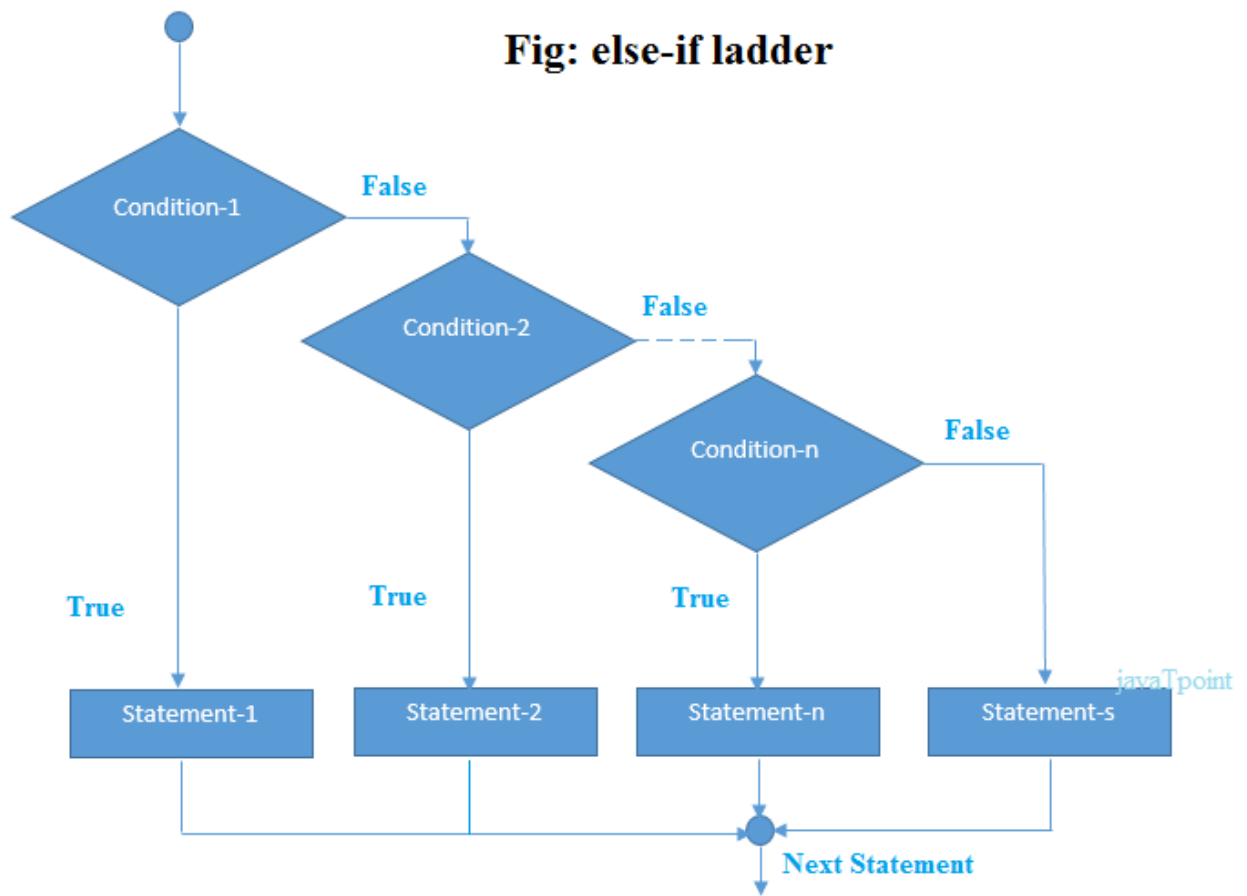 Fig: else-if ladder
Condition-1
False
Condition-2
False
Condition-n
False
True
True
True
Statement-1
Statement-2
Statement-n
Statement-s
javaTpoint
Next Statement